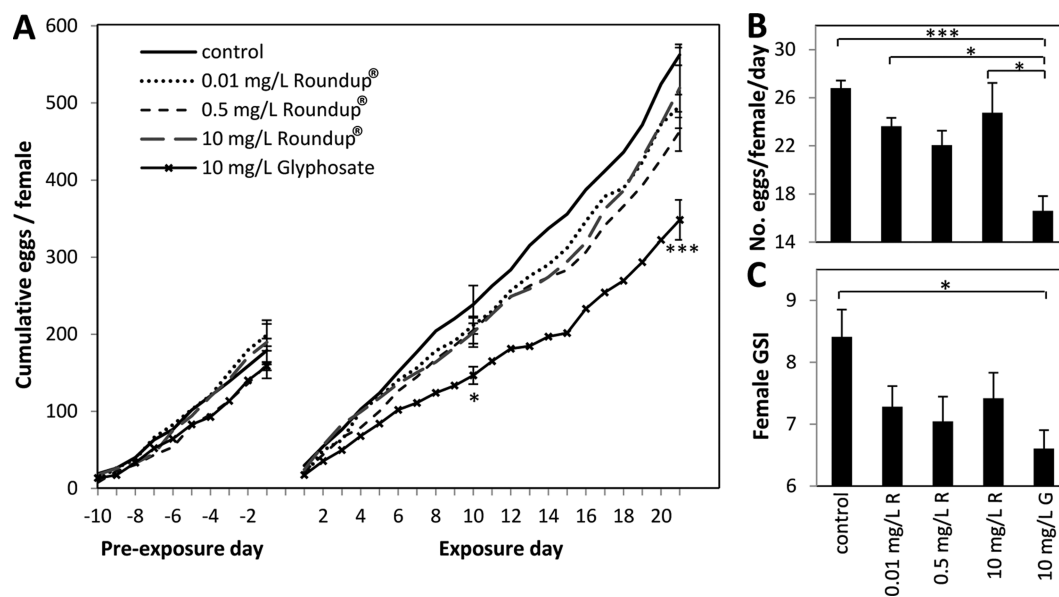 A
Cumulative eggs / female
600
500
400
300
200
100
0
control
0.01 mg/L Roundup®
0.5 mg/L Roundup®
10 mg/L Roundup®
10 mg/L Glyphosate
*
***
-10 -8 -6 -4 -2
2 4 6 8 10 12 14 16 18 20
Pre-exposure day
Exposure day
B
No. eggs/female/day
30
26
22
18
14
***
*
*
C
Female GSI
9
8
7
6
*
control
0.01 mg/L R
0.5 mg/L R
10 mg/L R
10 mg/L G